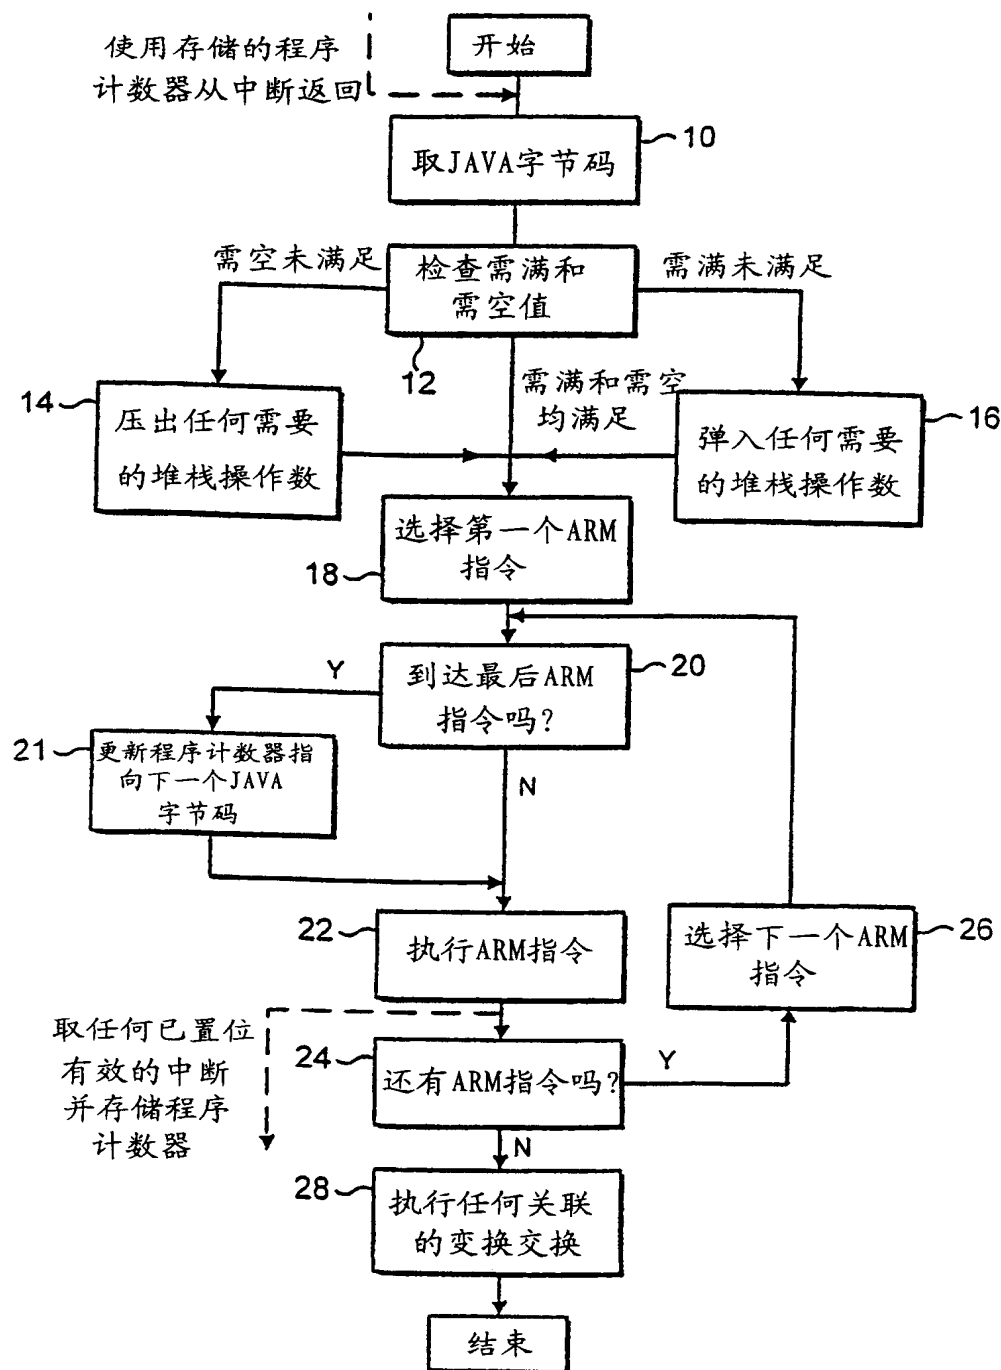 使用存储的程序
计数器从中断返回
开始
10
取JAVA字节码
需空未满足
检查需满和
需空值
需满未满足
12
需满和需空
均满足
14
压出任何需要
的堆栈操作数
16
弹入任何需要
的堆栈操作数
选择第一个ARM
指令
18
20
到达最后ARM
指令吗?
Y
N
21
更新程序计数器指
向下一个JAVA
字节码
22
执行ARM指令
选择下一个ARM
指令
26
取任何已置位
有效的中断
并存储程序
计数器
24
还有ARM指令吗?
Y
N
28
执行任何关联
的变换交换
结束